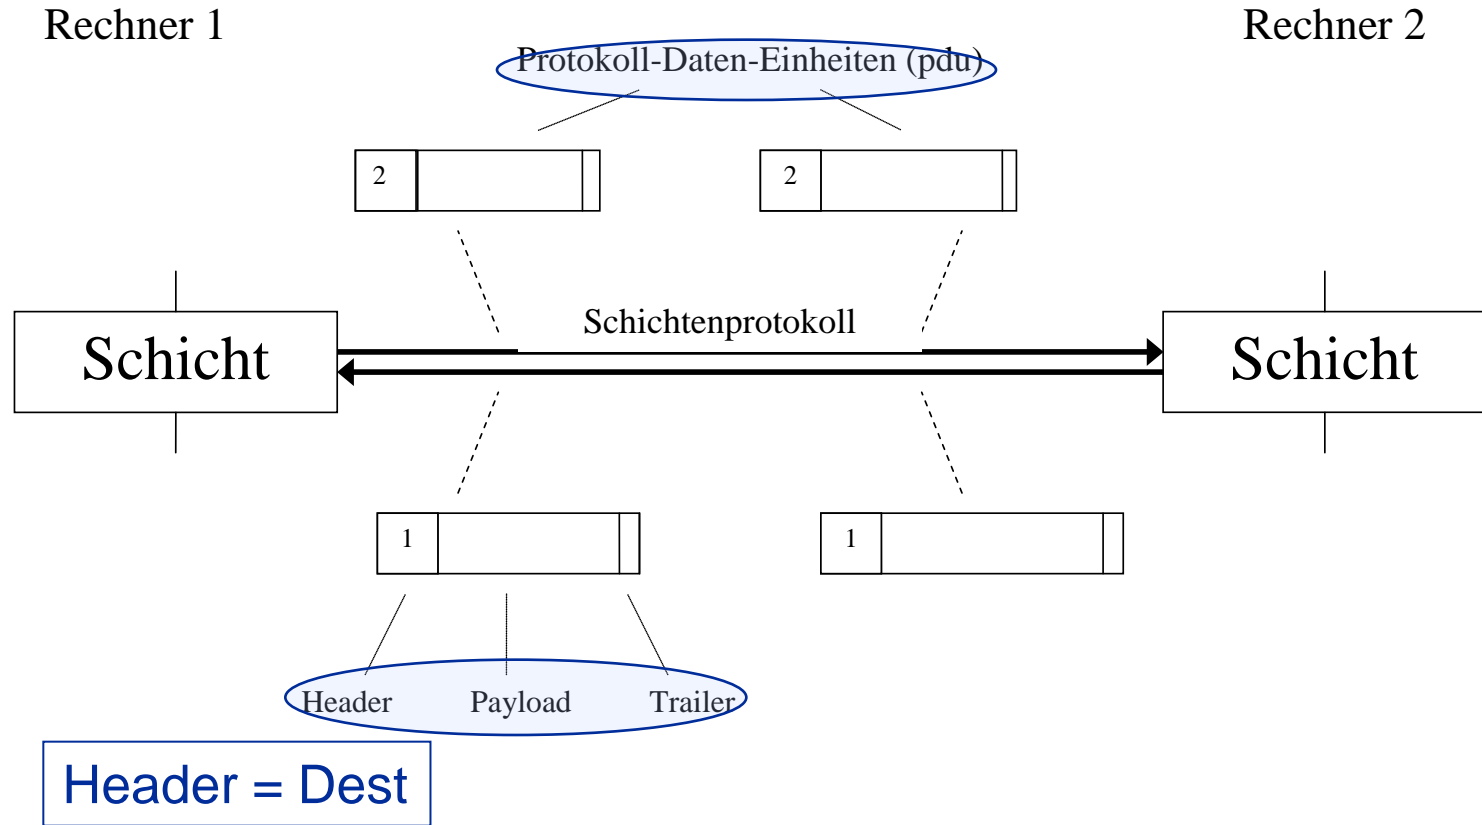 Rechner 1
Rechner 2
Protokoll-Daten-Einheiten (pdu)
2
2
Schichtenprotokoll
Schicht
Schicht
1
1
Header
Payload
Trailer
Header = Dest